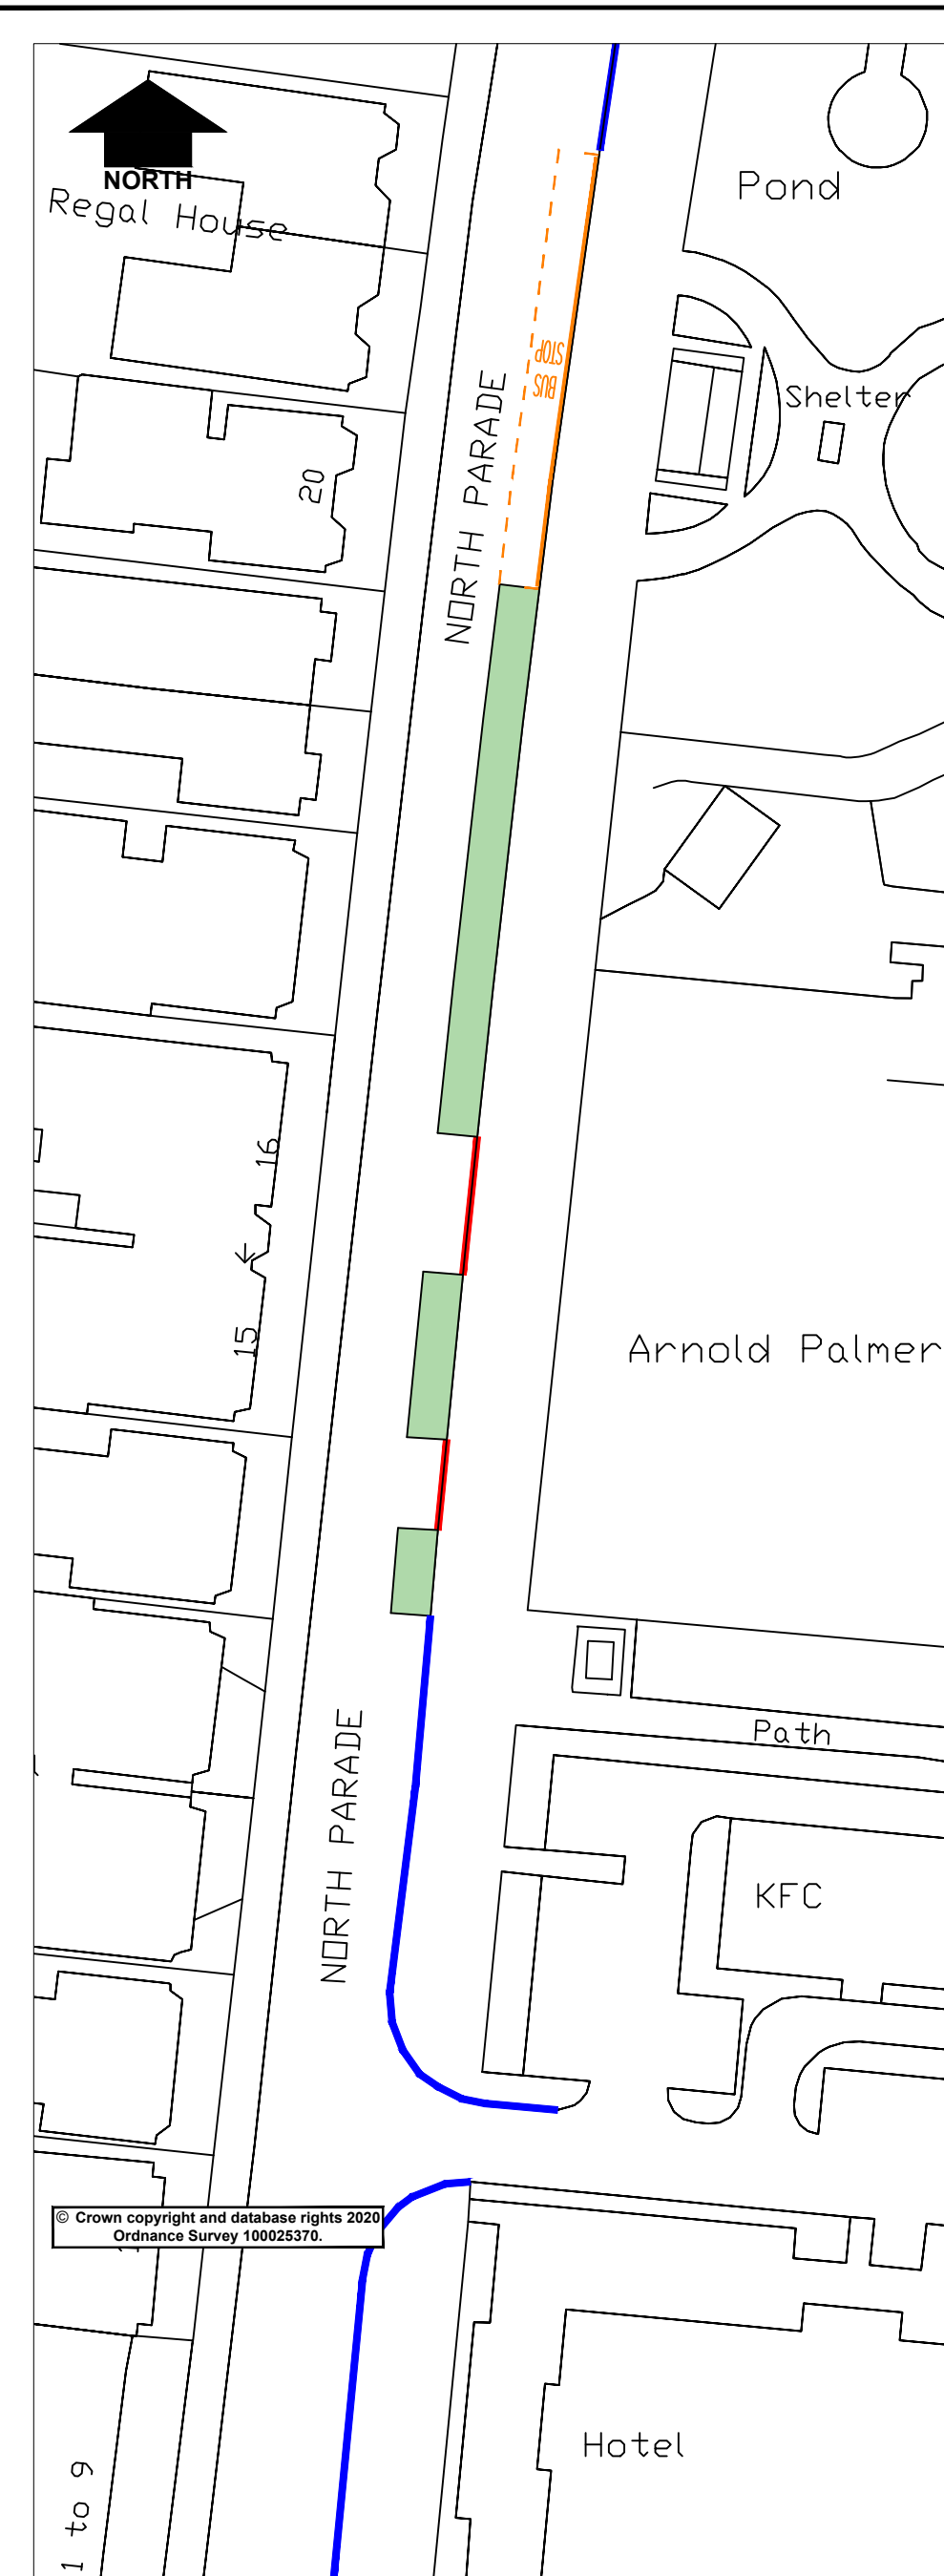 NORTH
Regal House
Pond
BUS
STOP
Shelter
NORTH PARADE
20
16
15
Arnold Palmer
Path
NORTH PARADE
KFC
© Crown copyright and database rights 2020
Ordnance Survey 100025370.
Hotel
1 to 9